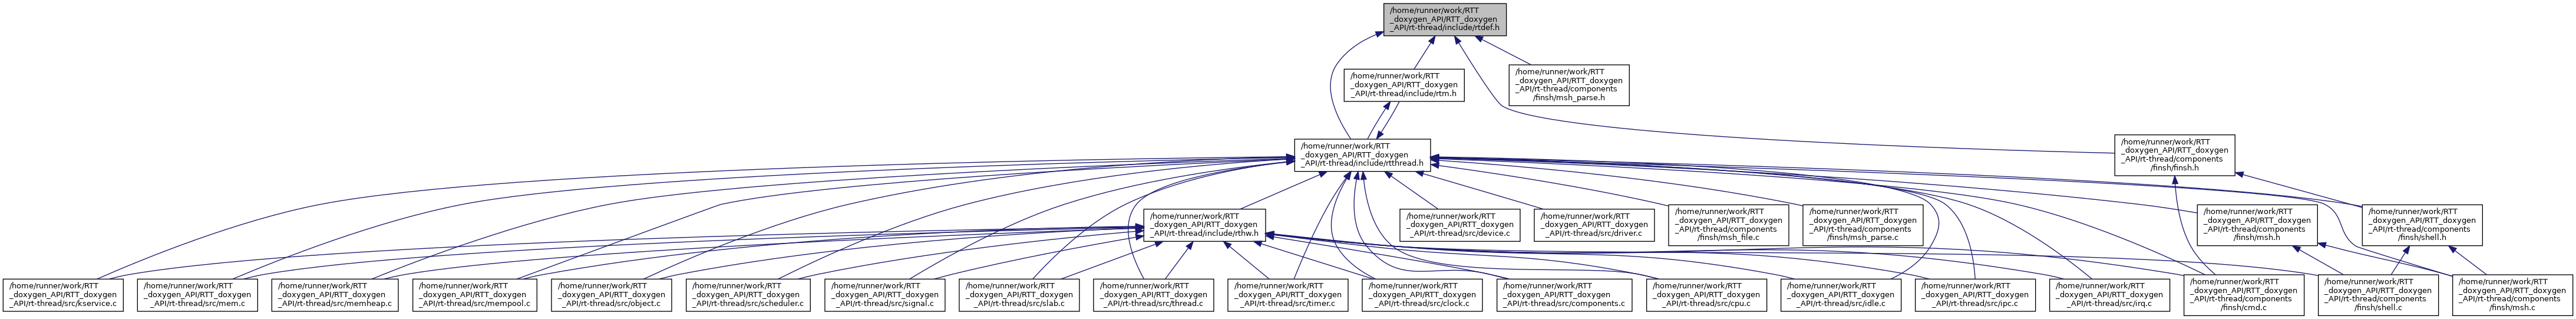 /home/runner/work/RTT
_doxygen_API/RTT_doxygen
_API/rt-thread/include/rtdef.h
/home/runner/work/RTT
_doxygen_API/RTT_doxygen
_API/rt-thread/include/rtm.h
/home/runner/work/RTT
_doxygen_API/RTT_doxygen
_API/rt-thread/components
/finsh/msh_parse.h
/home/runner/work/RTT
_doxygen_API/RTT_doxygen
_API/rt-thread/include/rtthread.h
/home/runner/work/RTT
_doxygen_API/RTT_doxygen
_API/rt-thread/components
/finsh/finsh.h
/home/runner/work/RTT
_doxygen_API/RTT_doxygen
_API/rt-thread/include/rthw.h
/home/runner/work/RTT
_doxygen_API/RTT_doxygen
_API/rt-thread/src/device.c
/home/runner/work/RTT
_doxygen_API/RTT_doxygen
_API/rt-thread/src/driver.c
/home/runner/work/RTT
_doxygen_API/RTT_doxygen
_API/rt-thread/components
/finsh/msh_file.c
/home/runner/work/RTT
_doxygen_API/RTT_doxygen
_API/rt-thread/components
/finsh/msh_parse.c
/home/runner/work/RTT
_doxygen_API/RTT_doxygen
_API/rt-thread/components
/finsh/msh.h
/home/runner/work/RTT
_doxygen_API/RTT_doxygen
_API/rt-thread/components
/finsh/shell.h
/home/runner/work/RTT
_doxygen_API/RTT_doxygen
_API/rt-thread/src/kservice.c
/home/runner/work/RTT
_doxygen_API/RTT_doxygen
_API/rt-thread/src/mem.c
/home/runner/work/RTT
_doxygen_API/RTT_doxygen
_API/rt-thread/src/memheap.c
/home/runner/work/RTT
_doxygen_API/RTT_doxygen
_API/rt-thread/src/mempool.c
/home/runner/work/RTT
_doxygen_API/RTT_doxygen
_API/rt-thread/src/object.c
/home/runner/work/RTT
_doxygen_API/RTT_doxygen
_API/rt-thread/src/scheduler.c
/home/runner/work/RTT
_doxygen_API/RTT_doxygen
_API/rt-thread/src/signal.c
/home/runner/work/RTT
_doxygen_API/RTT_doxygen
_API/rt-thread/src/slab.c
/home/runner/work/RTT
_doxygen_API/RTT_doxygen
_API/rt-thread/src/thread.c
/home/runner/work/RTT
_doxygen_API/RTT_doxygen
_API/rt-thread/src/timer.c
/home/runner/work/RTT
_doxygen_API/RTT_doxygen
_API/rt-thread/src/clock.c
/home/runner/work/RTT
_doxygen_API/RTT_doxygen
_API/rt-thread/src/components.c
/home/runner/work/RTT
_doxygen_API/RTT_doxygen
_API/rt-thread/src/cpu.c
/home/runner/work/RTT
_doxygen_API/RTT_doxygen
_API/rt-thread/src/idle.c
/home/runner/work/RTT
_doxygen_API/RTT_doxygen
_API/rt-thread/src/ipc.c
/home/runner/work/RTT
_doxygen_API/RTT_doxygen
_API/rt-thread/src/irq.c
/home/runner/work/RTT
_doxygen_API/RTT_doxygen
_API/rt-thread/components
/finsh/cmd.c
/home/runner/work/RTT
_doxygen_API/RTT_doxygen
_API/rt-thread/components
/finsh/shell.c
/home/runner/work/RTT
_doxygen_API/RTT_doxygen
_API/rt-thread/components
/finsh/msh.c